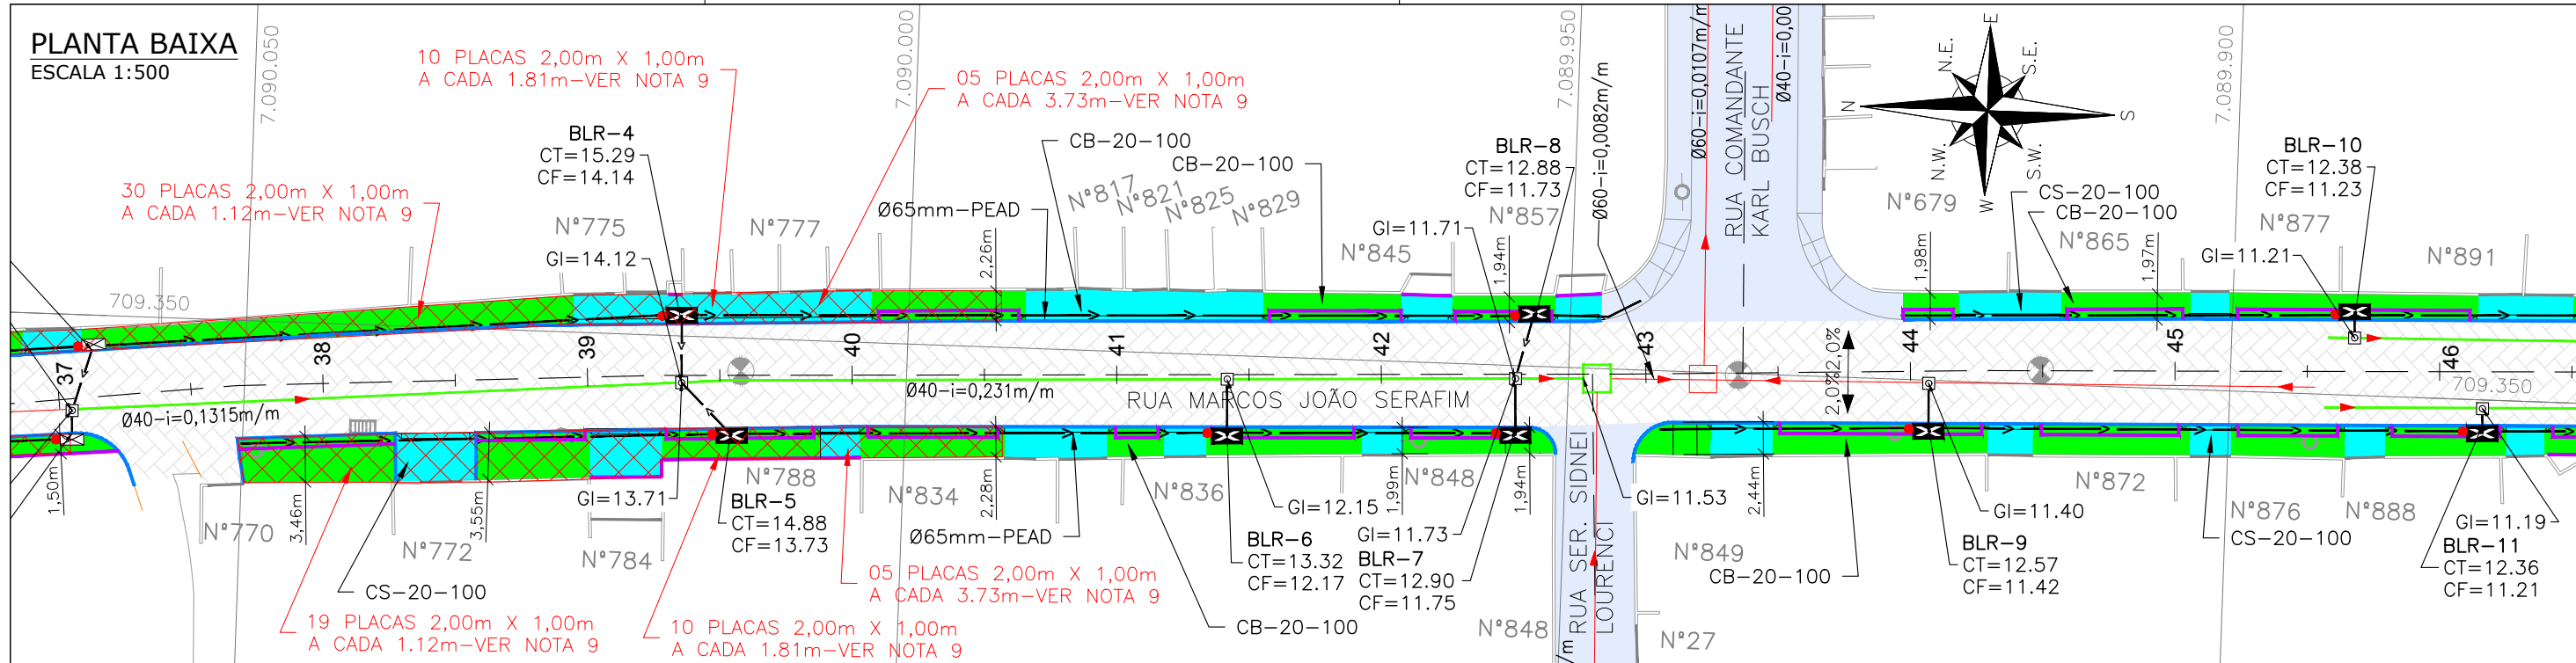 PLANTA BAIXA
ESCALA 1:500
7.090.050
10 PLACAS 2,00m X 1,00m
A CADA 1.81m-VER NOTA 9
7.090.000
05 PLACAS 2,00m X 1,00m
A CADA 3.73m-VER NOTA 9
7.089.950
Ø60-i=0,0107m/m
Ø40-i=0,00
RUA COMANDANTE
KARL BUSCH
N
N.E.
E
S.E.
S
S.W.
W
N.W.
7.089.900
BLR-4
CT=15.29
CF=14.14
CB-20-100
CB-20-100
BLR-8
CT=12.88
CF=11.73
Ø60-i=0,0082m/m
BLR-10
CT=12.38
CF=11.23
30 PLACAS 2,00m X 1,00m
A CADA 1.12m-VER NOTA 9
N°775
GI=14.12
N°777
Ø65mm-PEAD
2,26m
N°817
N°821
N°825
N°829
N°845
GI=11.71
N°857
1,94m
N°679
1,98m
CS-20-100
CB-20-100
N°865
1,97m
N°877
GI=11.21
N°891
709.350
37
38
39
40
41
42
43
44
45
46
Ø40-i=0,1315m/m
Ø40-i=0,231m/m
RUA MARCOS JOÃO SERAFIM
2,0%
2,0%
709.350
1,50m
N°770
3,46m
N°772
3,55m
GI=13.71
N°784
N°788
BLR-5
CT=14.88
CF=13.73
N°834
2,28m
Ø65mm-PEAD
N°836
GI=12.15
BLR-6
CT=13.32
CF=12.17
1,99m
N°848
GI=11.73
BLR-7
CT=12.90
CF=11.75
1,94m
RUA SER. SIDNEI
LOURENCI
GI=11.53
2,44m
N°849
CB-20-100
GI=11.40
BLR-9
CT=12.57
CF=11.42
N°872
N°876
CS-20-100
N°888
GI=11.19
BLR-11
CT=12.36
CF=11.21
CS-20-100
19 PLACAS 2,00m X 1,00m
A CADA 1.12m-VER NOTA 9
10 PLACAS 2,00m X 1,00m
A CADA 1.81m-VER NOTA 9
05 PLACAS 2,00m X 1,00m
A CADA 3.73m-VER NOTA 9
CB-20-100
N°848
N°27
/m